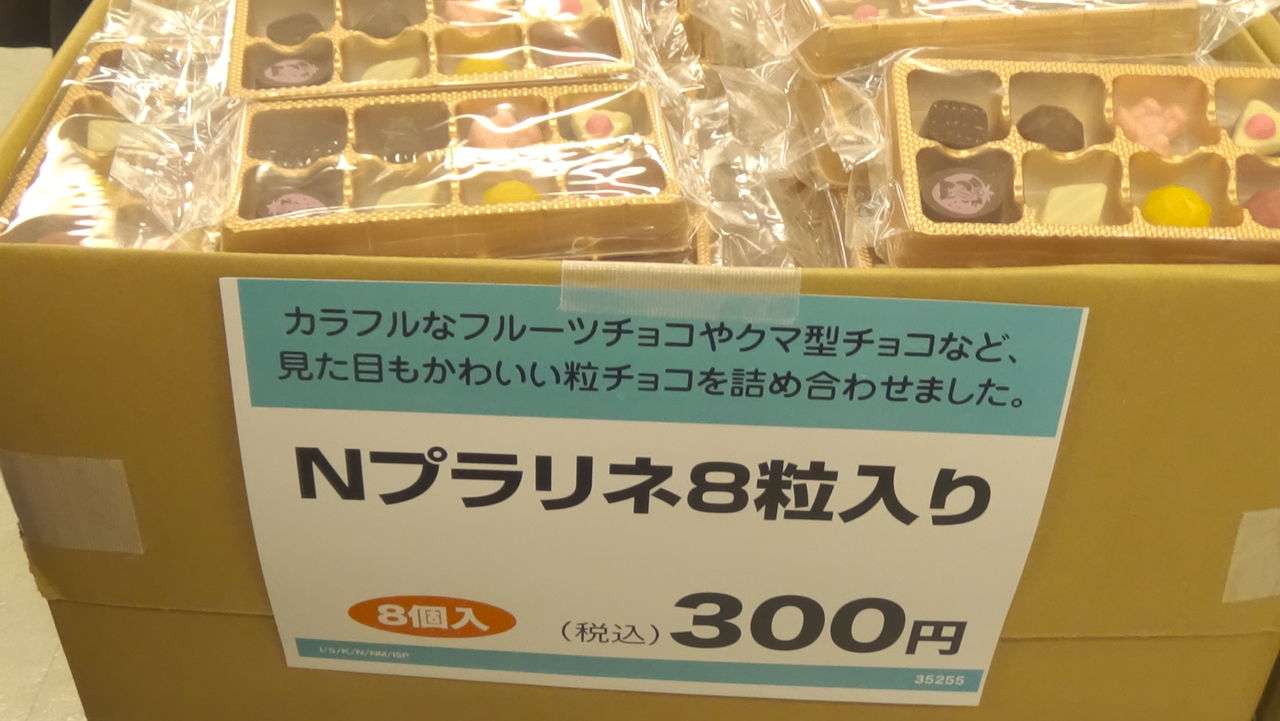 カラフルなフルーツチョコやクマ型チョコなど、
見た目もかわいい粒チョコを詰め合わせました。
Nプラリネ8粒入り
8個入
(税込)300円
I/S/K/N/NM/ISP
35255